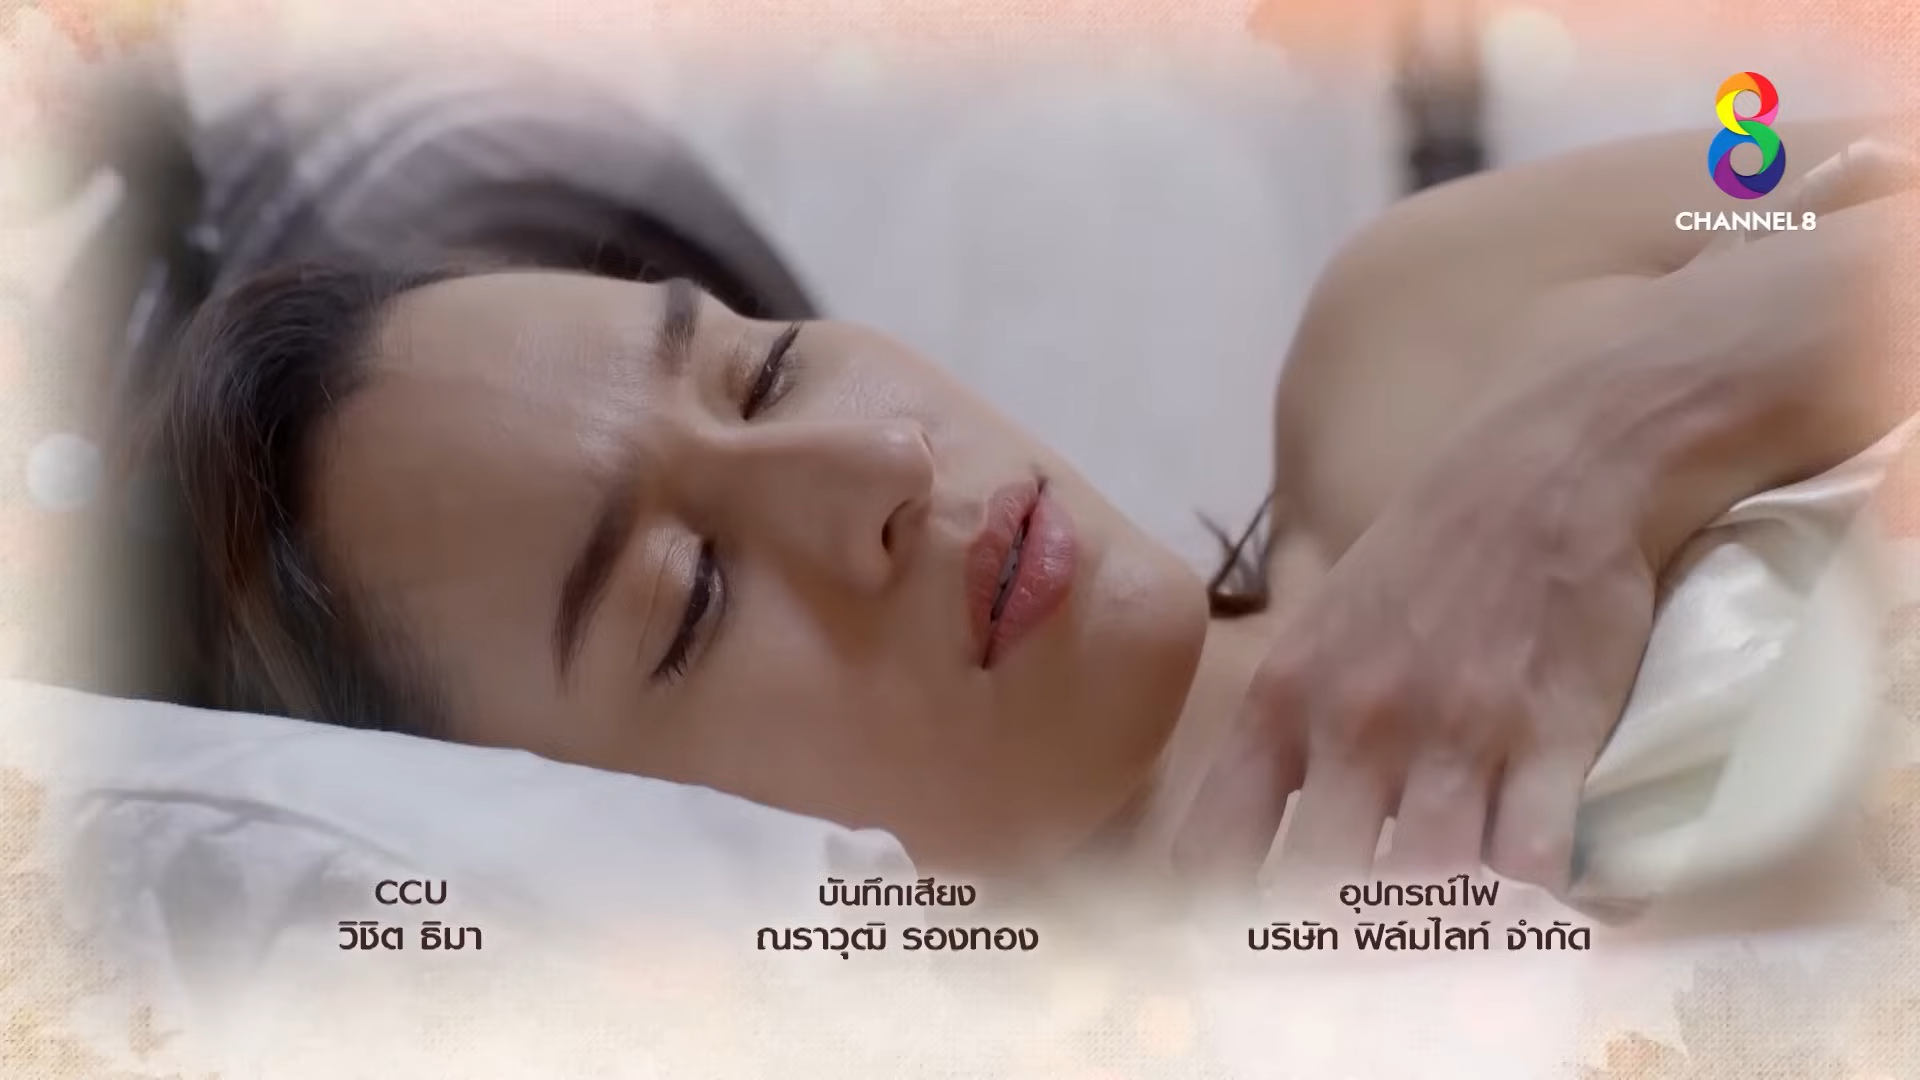 CHANNEL 8
CCU
วิชิต ธิมา
บันทึกเสียง
ณราวุฒิ รองทอง
อุปกรณ์ไฟ
บริษัท ฟิล์มไลท์ จำกัด